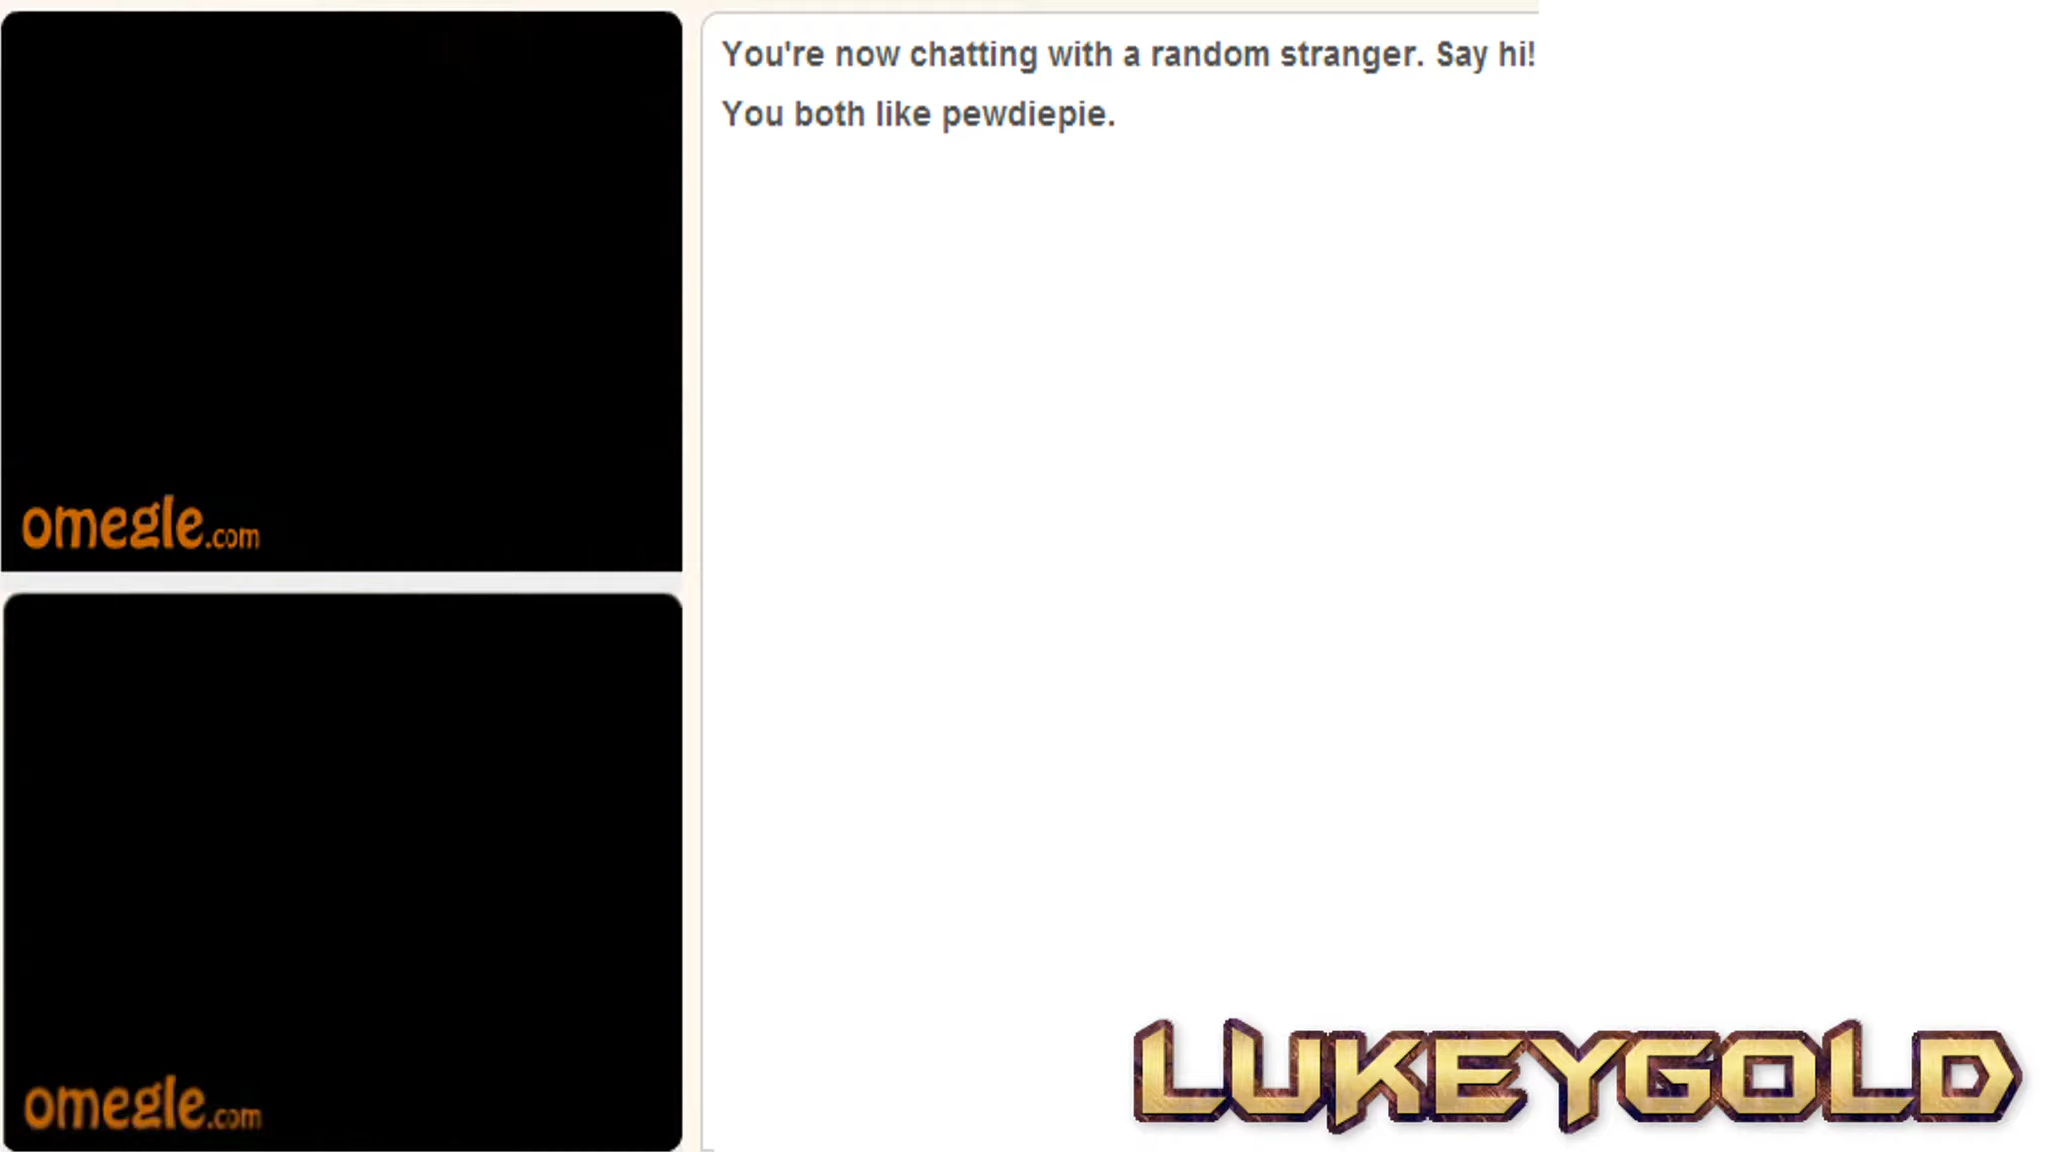 You're now chatting with a random stranger. Say hi!
You both like pewdiepie.
omegle.com
omegle.com
LUKEYGOLD